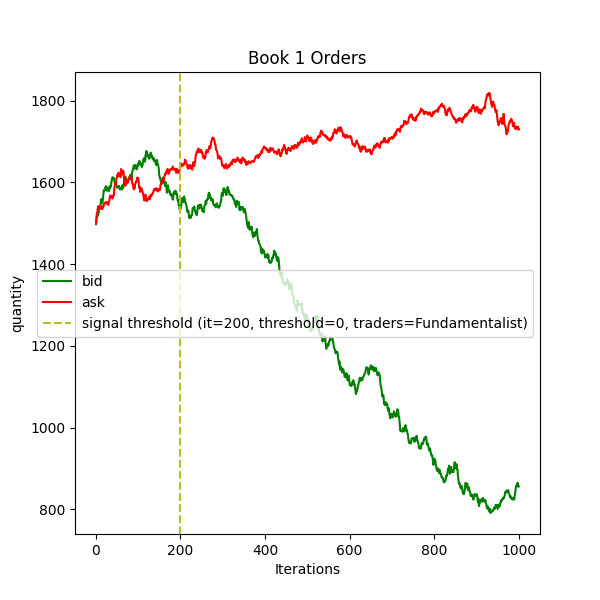 Book 1 Orders
1800
1600
1400
1200
1000
800
quantity
bid
ask
signal threshold (it=200, threshold=0, traders=Fundamentalist)
0 200 400 600 800 1000
Iterations